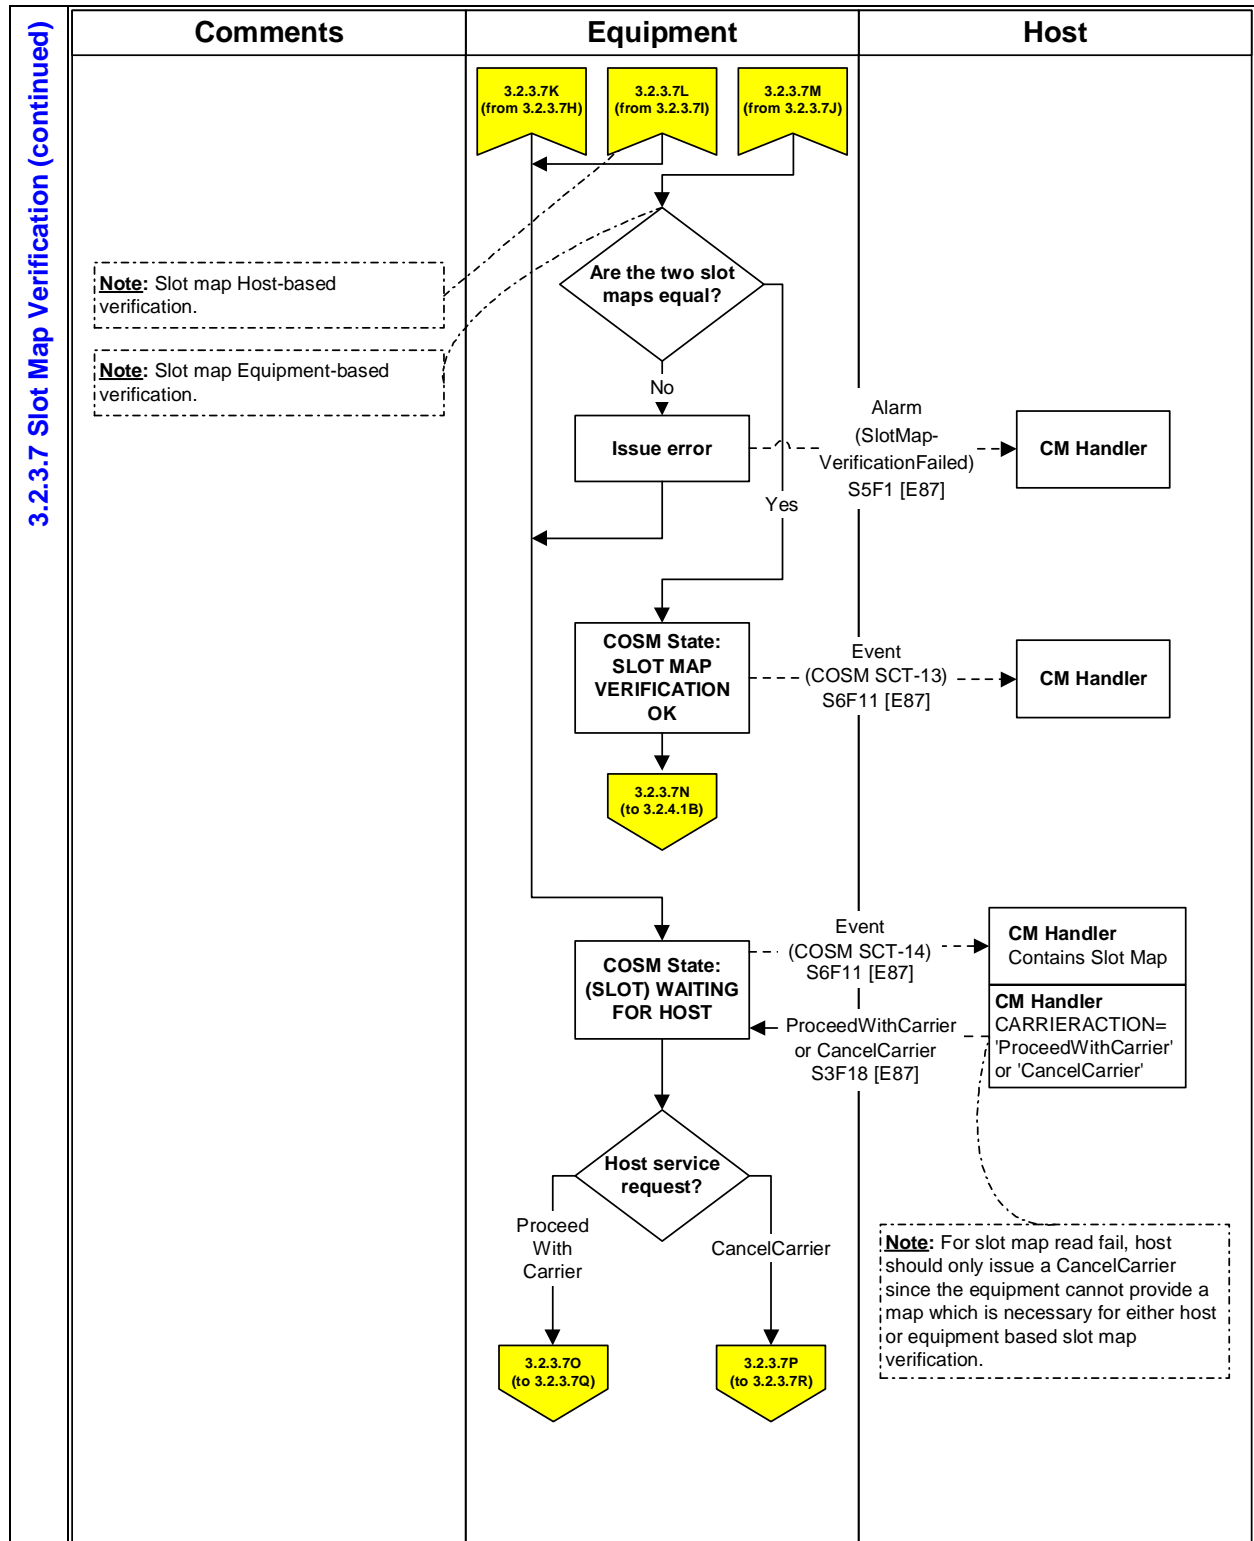 3.2.3.7 Slot Map Verification (continued)
Comments
Equipment
Host
3.2.3.7K
(from 3.2.3.7H)
3.2.3.7L
(from 3.2.3.7I)
3.2.3.7M
(from 3.2.3.7J)
Note: Slot map Host-based
verification.
Note: Slot map Equipment-based
verification.
Are the two slot
maps equal?
No
Yes
Issue error
Alarm
(SlotMap-
VerificationFailed)
S5F1 [E87]
CM Handler
COSM State:
SLOT MAP
VERIFICATION
OK
Event
(COSM SCT-13)
S6F11 [E87]
CM Handler
3.2.3.7N
(to 3.2.4.1B)
COSM State:
(SLOT) WAITING
FOR HOST
Event
(COSM SCT-14)
S6F11 [E87]
CM Handler
Contains Slot Map
ProceedWithCarrier
or CancelCarrier
S3F18 [E87]
CM Handler
CARRIERACTION=
'ProceedWithCarrier'
or 'CancelCarrier'
Host service
request?
Proceed
With
Carrier
CancelCarrier
Note: For slot map read fail, host
should only issue a CancelCarrier
since the equipment cannot provide a
map which is necessary for either host
or equipment based slot map
verification.
3.2.3.7O
(to 3.2.3.7Q)
3.2.3.7P
(to 3.2.3.7R)